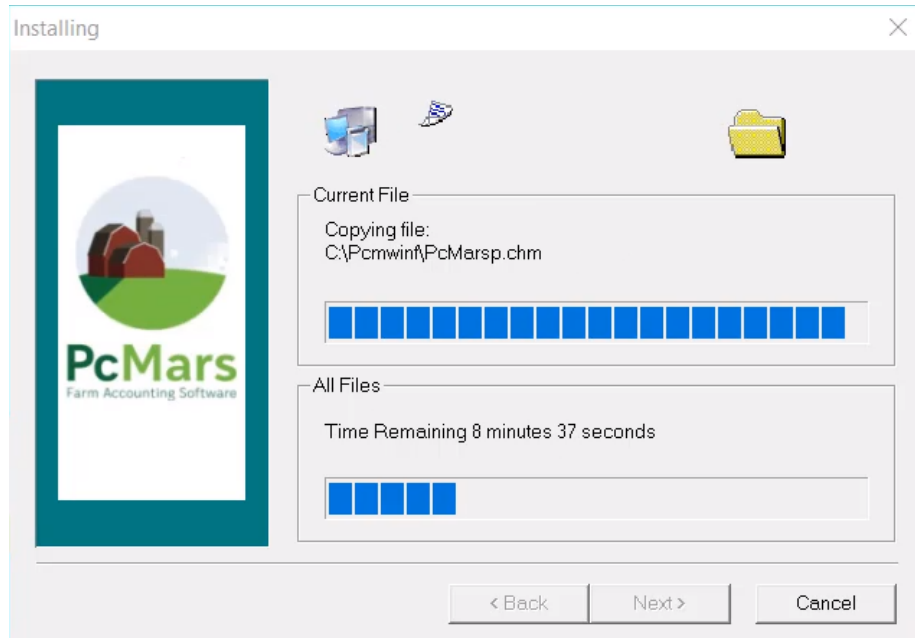 Installing
PcMars
Farm Accounting Software
Current File
Copying file:
C:\Pcmwinf\PcMarsp.chm
All Files
Time Remaining 8 minutes 37 seconds
< Back
Next >
Cancel